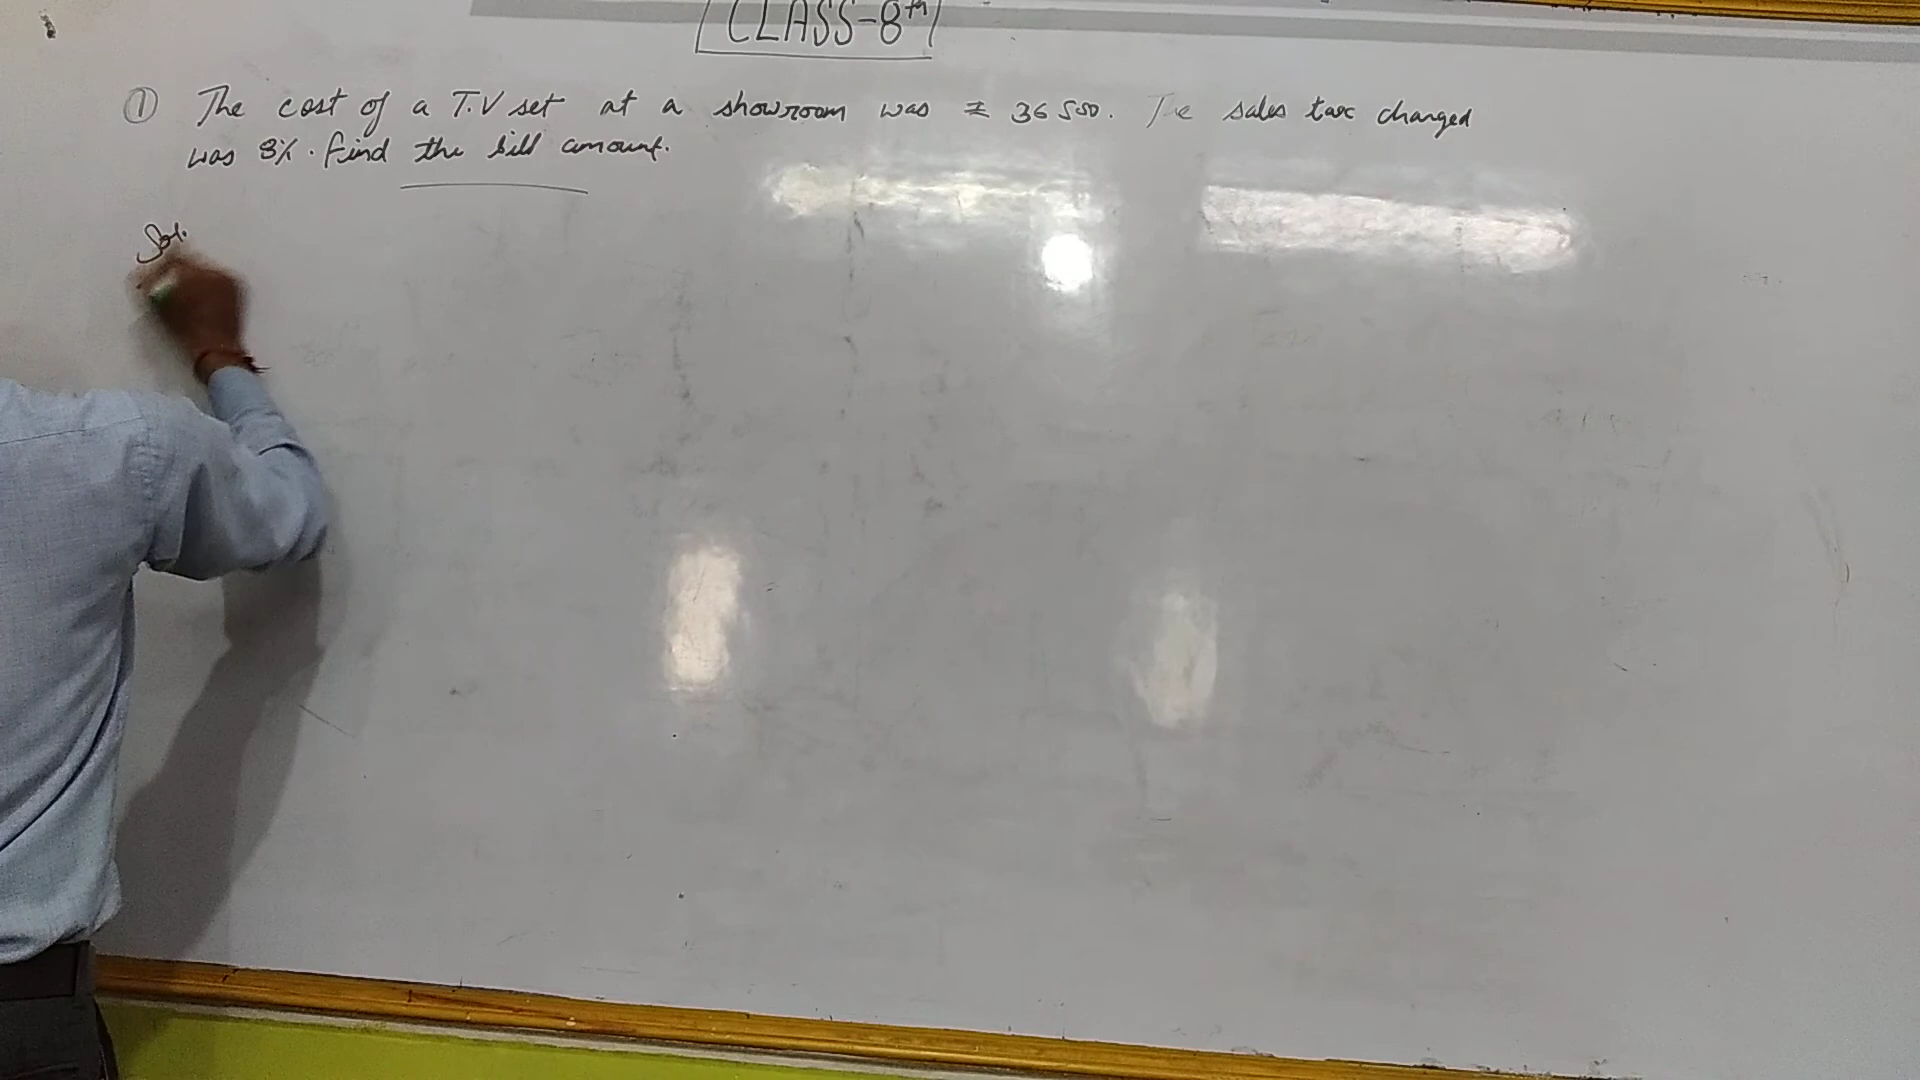 CLASS-8th
① The cost of a T.V set at a showroom was ₹ 36500. The sales tax charged
was 8%. find the bill amount.
Sol.